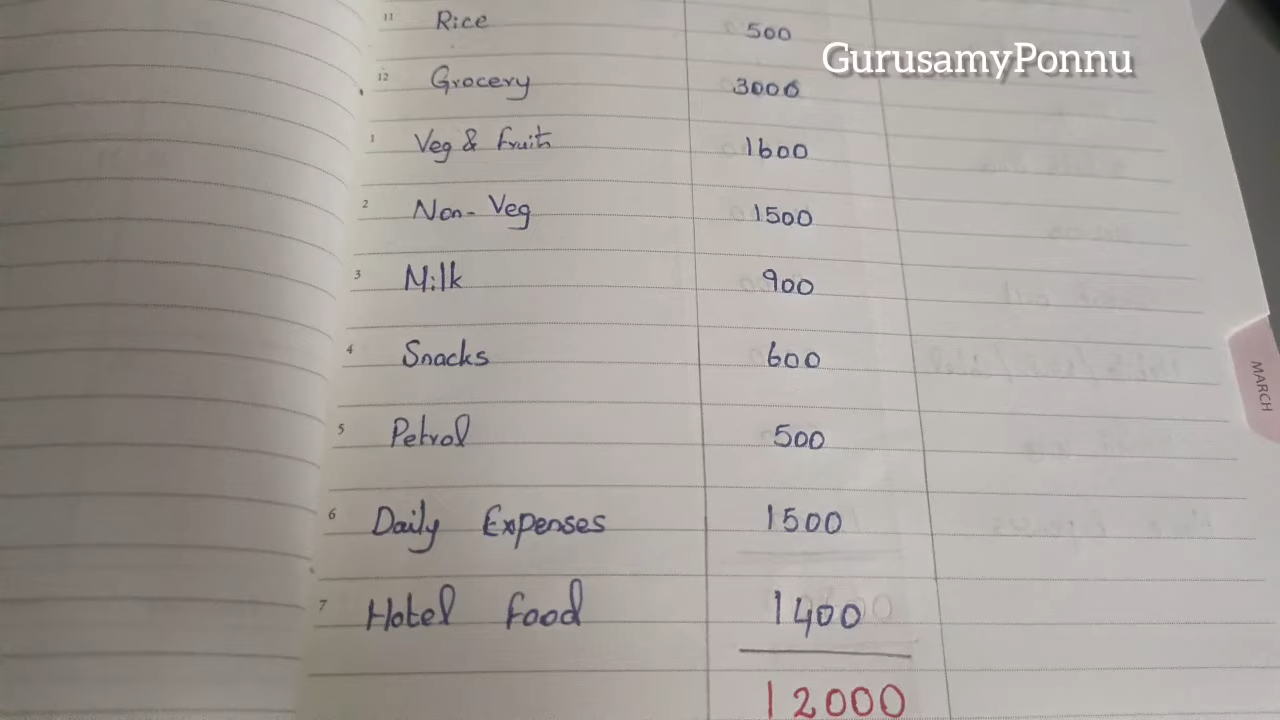 GurusamyPonnu
11 Rice 500
12 Grocery 3000
1 Veg & Fruits 1600
2 Non-Veg 1500
3 Milk 900
4 Snacks 600
5 Petrol 500
6 Daily Expenses 1500
7 Hotel Food 1400
12000
MARCH